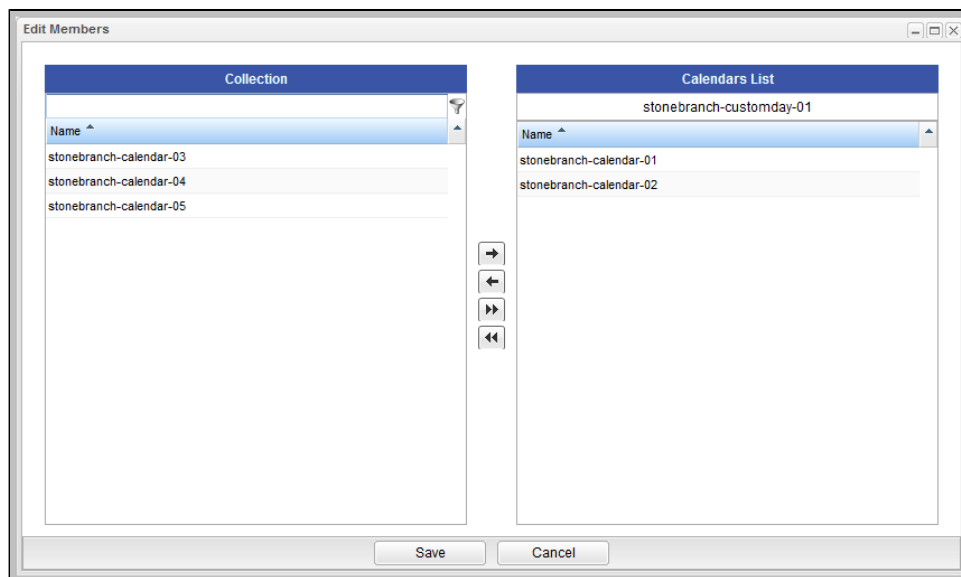 Edit Members
Collection
Name
stonebranch-calendar-03
stonebranch-calendar-04
stonebranch-calendar-05
Calendars List
stonebranch-customday-01
Name
stonebranch-calendar-01
stonebranch-calendar-02
Save
Cancel